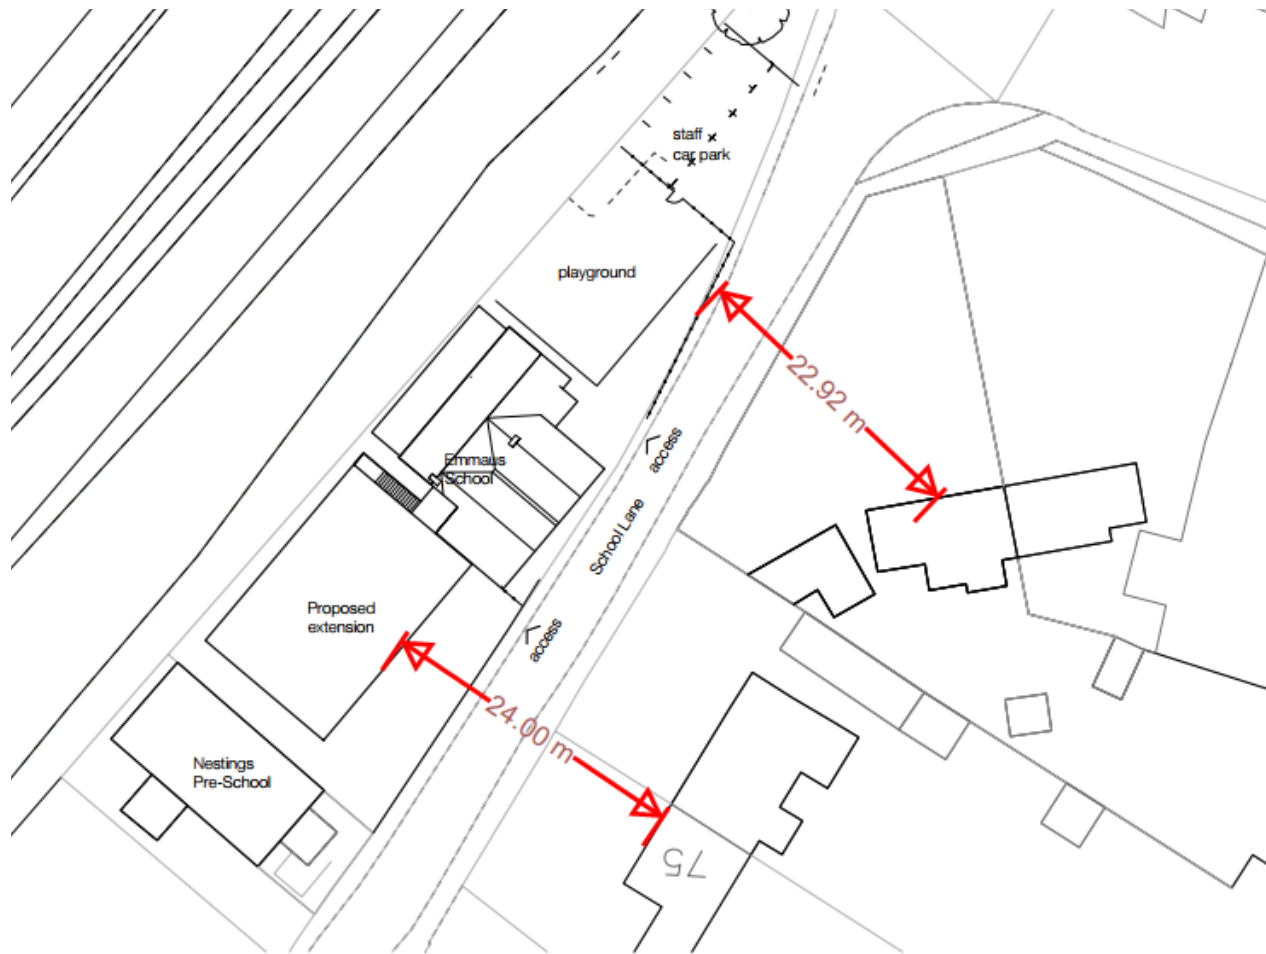 staff
car park
playground
22.92 m
access
Emmaus
School
School Lane
Proposed
extension
access
24.00 m
Nestings
Pre-School
75